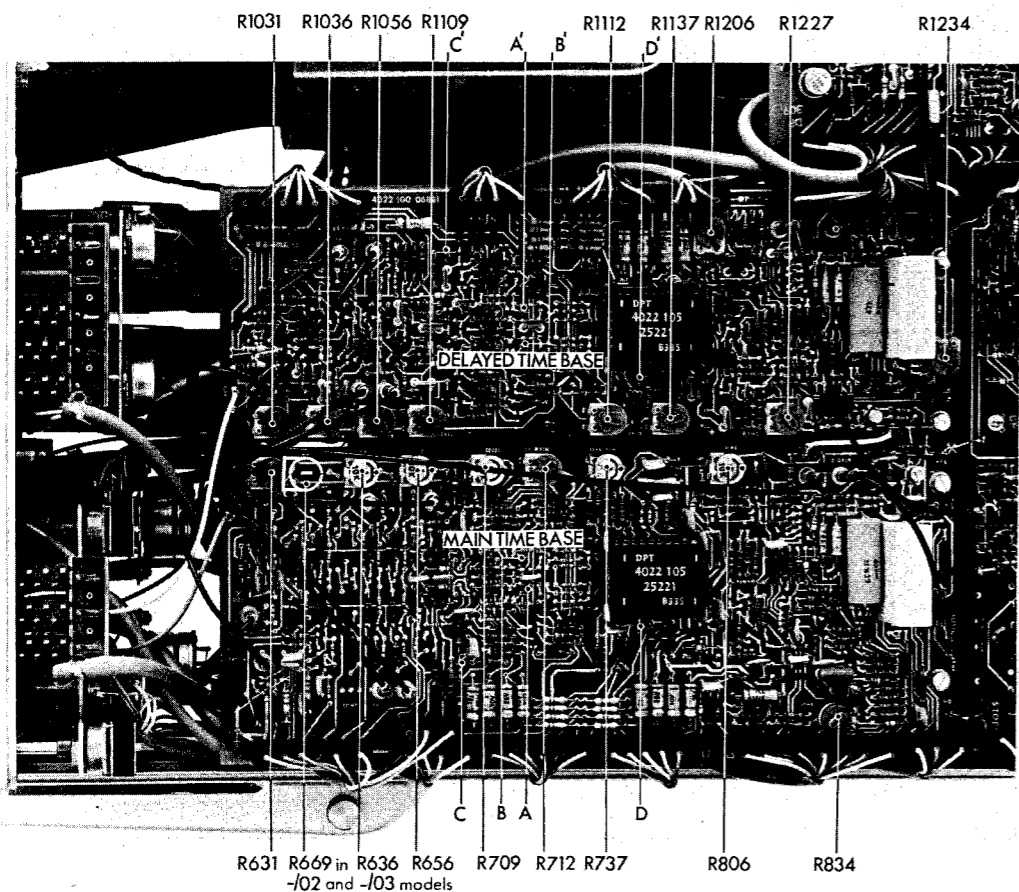 R1031 R1036 R1056 R1109 R1112 R1137 R1206 R1227 R1234
C' A' B' D'
4022 100
DPT
4022 105
25221
B335
DELAYED TIME BASE
MAIN TIME BASE
DPT
4022 105
25221
B335
C B A D
R631 R669 in R636 R656 R709 R712 R737 R806 R834
-/02 and -/03 models